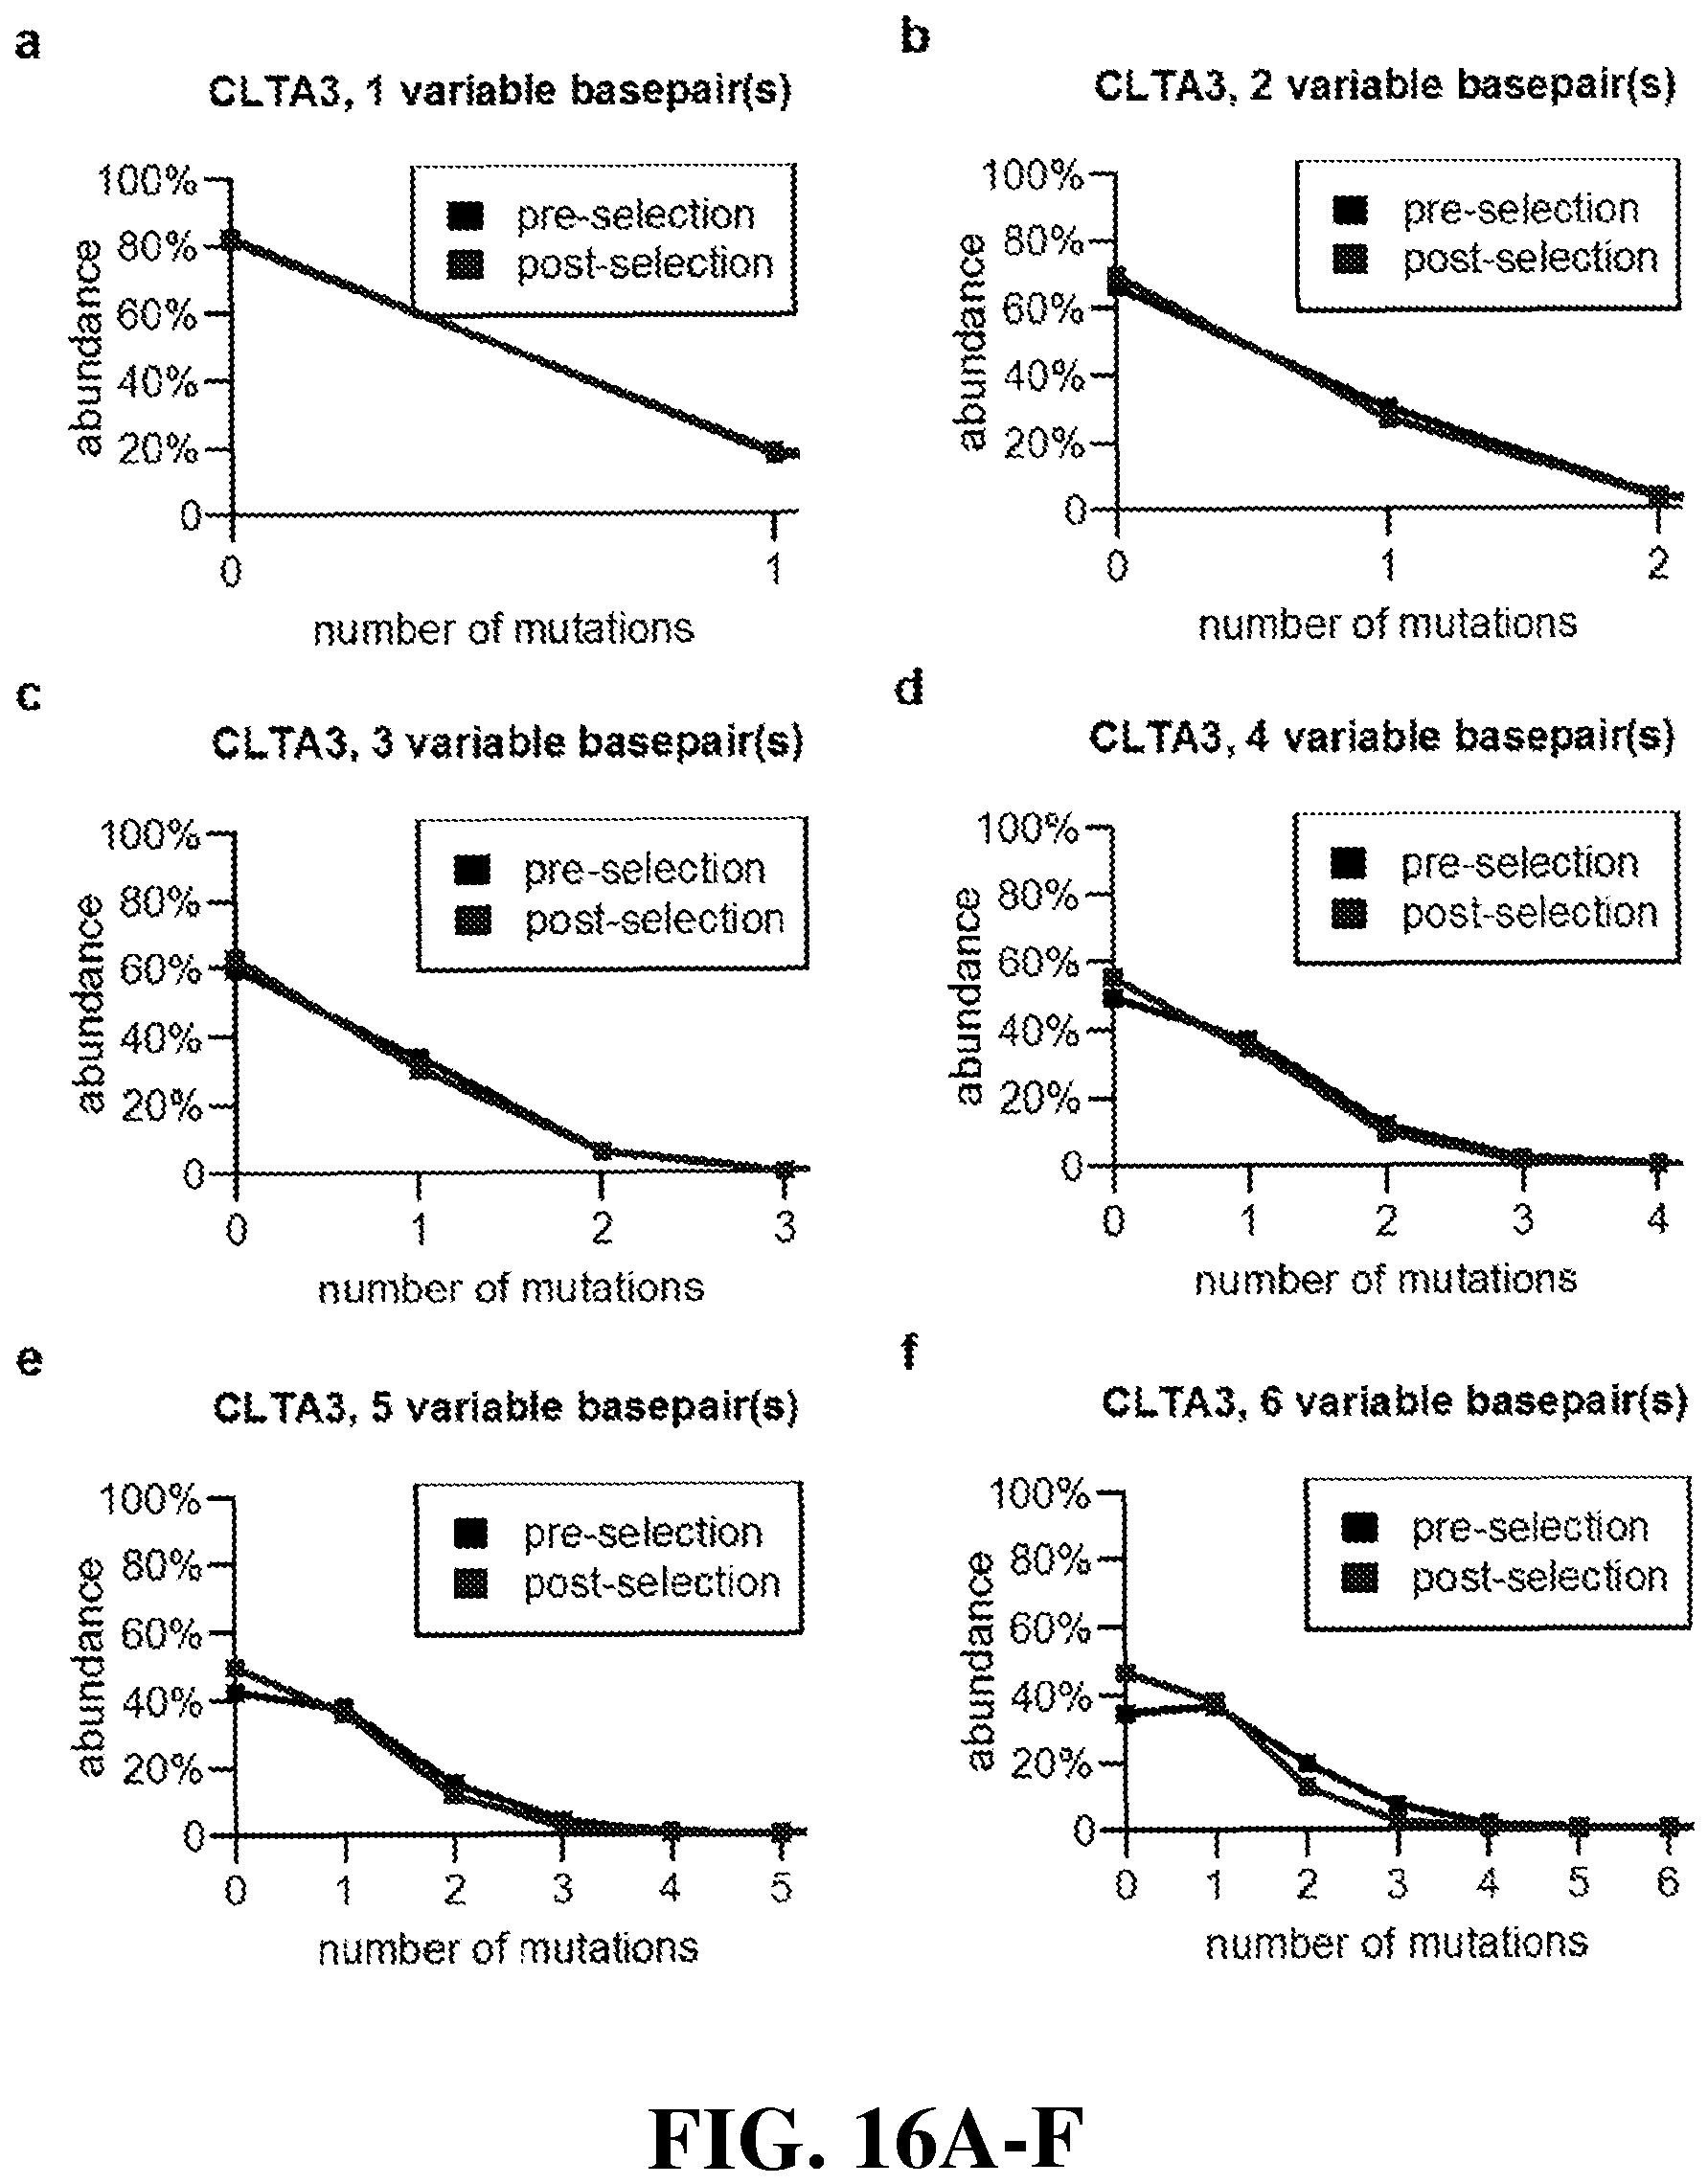 a
CLTA3, 1 variable basepair(s)
100%
80%
60%
40%
20%
0
abundance
pre-selection
post-selection
0 1
number of mutations
b
CLTA3, 2 variable basepair(s)
100%
80%
60%
40%
20%
0
abundance
pre-selection
post-selection
0 1 2
number of mutations
c
CLTA3, 3 variable basepair(s)
100%
80%
60%
40%
20%
0
abundance
pre-selection
post-selection
0 1 2 3
number of mutations
d
CLTA3, 4 variable basepair(s)
100%
80%
60%
40%
20%
0
abundance
pre-selection
post-selection
0 1 2 3 4
number of mutations
e
CLTA3, 5 variable basepair(s)
100%
80%
60%
40%
20%
0
abundance
pre-selection
post-selection
0 1 2 3 4 5
number of mutations
f
CLTA3, 6 variable basepair(s)
100%
80%
60%
40%
20%
0
abundance
pre-selection
post-selection
0 1 2 3 4 5 6
number of mutations
FIG. 16A-F